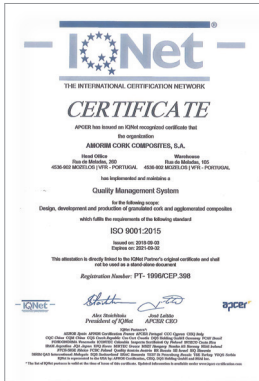 IQNet
®
THE INTERNATIONAL CERTIFICATION NETWORK
CERTIFICATE
APCER has issued an IQNet recognized certificate that
the organization
AMORIM CORK COMPOSITES, S.A.
Head Office Warehouse
Rua de Meladas, 260 Rua de Meladas, 105
4536-902 MOZELOS | VFR - PORTUGAL 4536-902 MOZELOS | VFR - PORTUGAL
has implemented and maintains a
Quality Management System
for the following scope:
Design, development and production of granulated cork and agglomerated composites
which fulfils the requirements of the following standard
ISO 9001:2015
Issued on: 2018-09-03
Expires on: 2021-09-02
This attestation is directly linked to the IQNet Partner's original certificate and shall
not be used as a stand-alone document
Registration Number: PT- 1996/CEP.398
IQNet
apcer
Alex Stoichitoiu José Leitão
President of IQNet APCER CEO
IQNet Partners*: